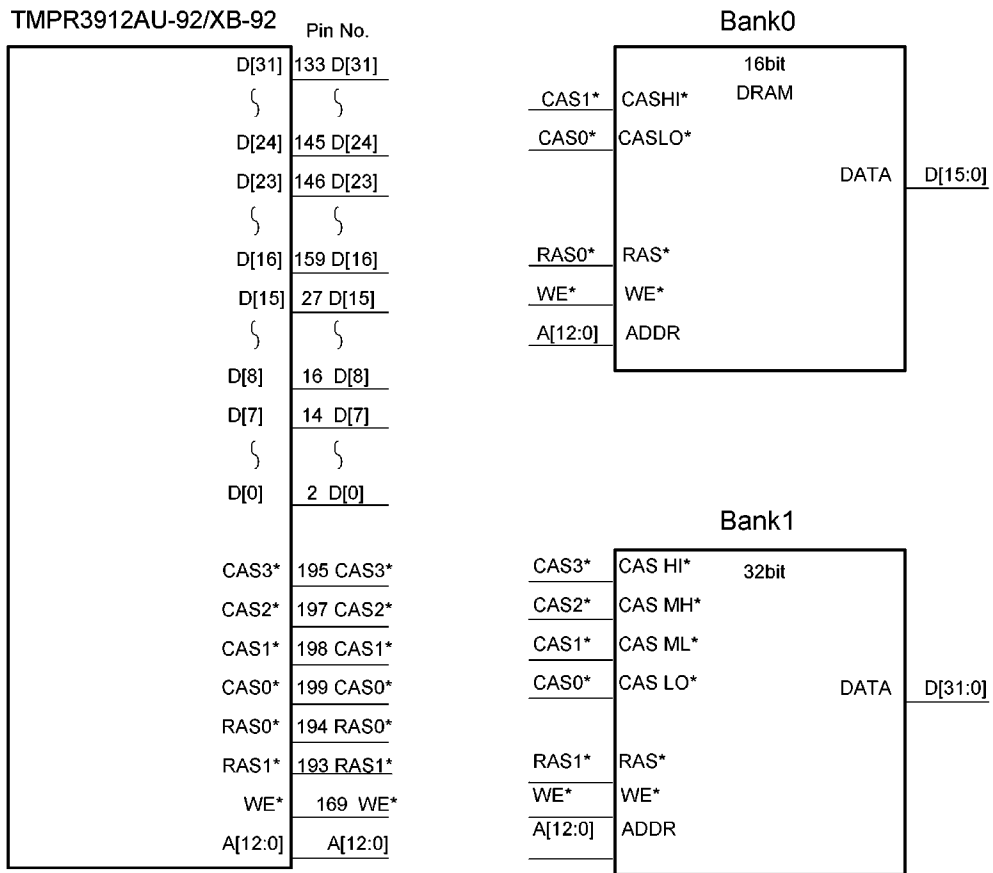 TMPR3912AU-92/XB-92
Pin No.
D[31] 133 D[31]
D[24] 145 D[24]
D[23] 146 D[23]
D[16] 159 D[16]
D[15] 27 D[15]
D[8] 16 D[8]
D[7] 14 D[7]
D[0] 2 D[0]
CAS3* 195 CAS3*
CAS2* 197 CAS2*
CAS1* 198 CAS1*
CAS0* 199 CAS0*
RAS0* 194 RAS0*
RAS1* 193 RAS1*
WE* 169 WE*
A[12:0] A[12:0]
Bank0
16bit
DRAM
CAS1* CASHI*
CAS0* CASLO*
DATA D[15:0]
RAS0* RAS*
WE* WE*
A[12:0] ADDR
Bank1
32bit
CAS3* CAS HI*
CAS2* CAS MH*
CAS1* CAS ML*
CAS0* CAS LO*
DATA D[31:0]
RAS1* RAS*
WE* WE*
A[12:0] ADDR